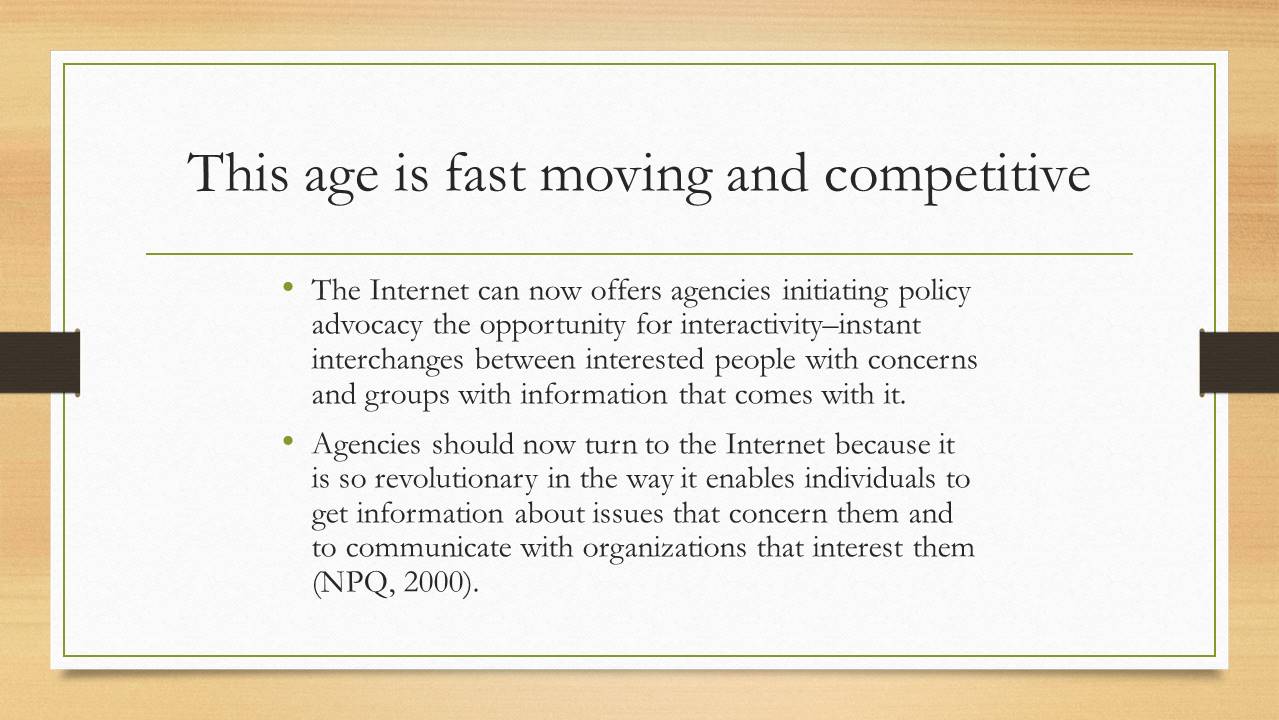 This age is fast moving and competitive
• The Internet can now offers agencies initiating policy
advocacy the opportunity for interactivity–instant
interchanges between interested people with concerns
and groups with information that comes with it.
• Agencies should now turn to the Internet because it
is so revolutionary in the way it enables individuals to
get information about issues that concern them and
to communicate with organizations that interest them
(NPQ, 2000).